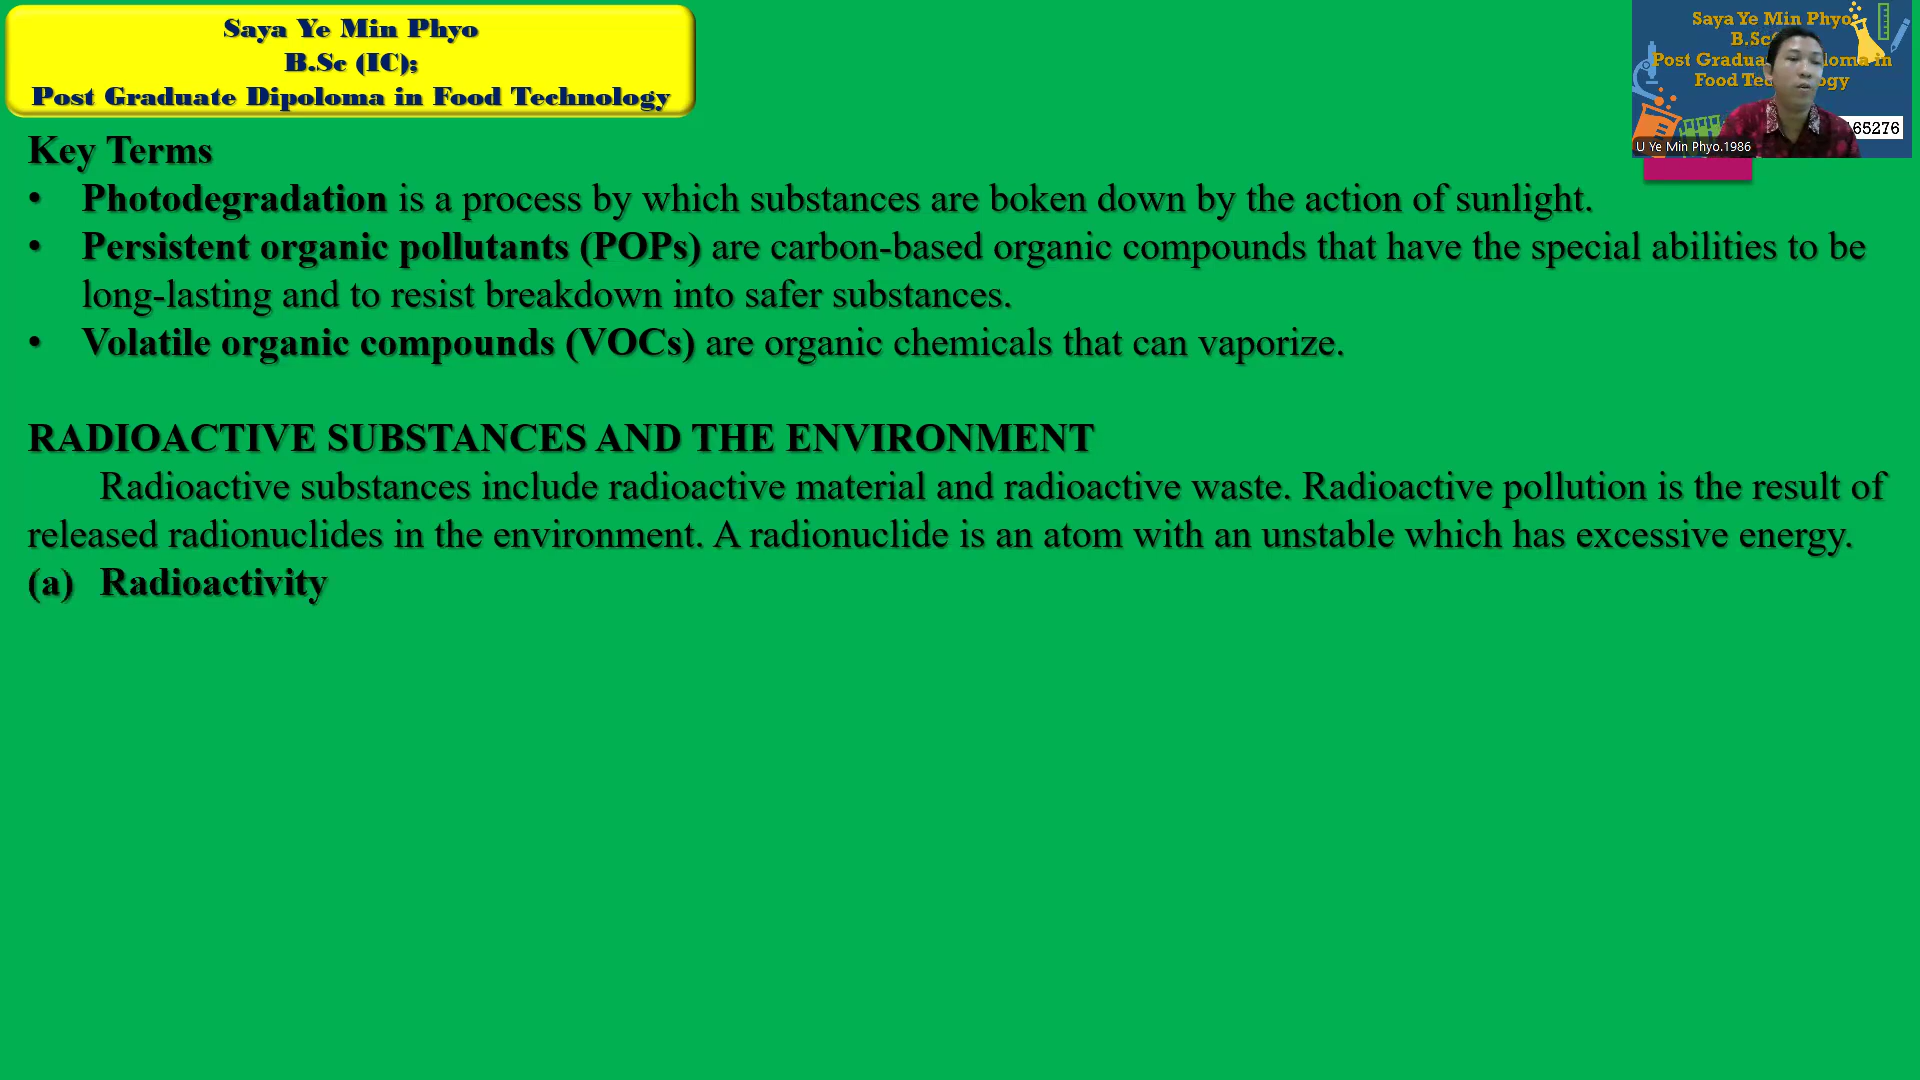 Saya Ye Min Phyo
B.Sc (IC);
Post Graduate Dipoloma in Food Technology
Key Terms
• Photodegradation is a process by which substances are boken down by the action of sunlight.
• Persistent organic pollutants (POPs) are carbon-based organic compounds that have the special abilities to be
long-lasting and to resist breakdown into safer substances.
• Volatile organic compounds (VOCs) are organic chemicals that can vaporize.
RADIOACTIVE SUBSTANCES AND THE ENVIRONMENT
Radioactive substances include radioactive material and radioactive waste. Radioactive pollution is the result of
released radionuclides in the environment. A radionuclide is an atom with an unstable which has excessive energy.
(a) Radioactivity
Saya Ye Min Phyo
Post
in
Food
65276
U Ye Min Phyo.1986